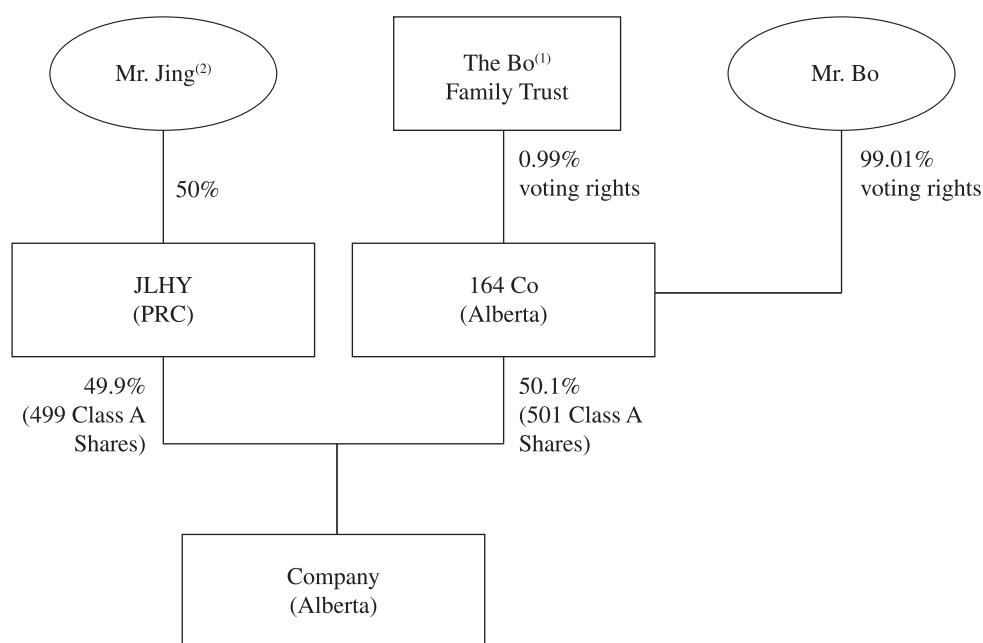 Mr. Jing(2)
The Bo(1)
Family Trust
Mr. Bo
50%
0.99%
voting rights
99.01%
voting rights
JLHY
(PRC)
164 Co
(Alberta)
49.9%
(499 Class A
Shares)
50.1%
(501 Class A
Shares)
Company
(Alberta)